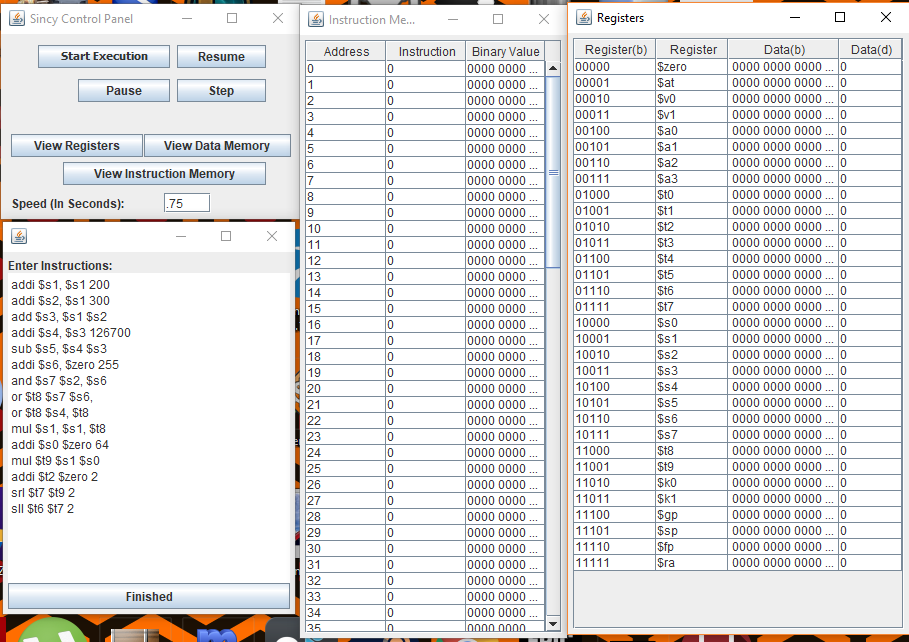 Sincy Control Panel
Start Execution Resume
Pause Step
View Registers View Data Memory
View Instruction Memory
Speed (In Seconds): .75
Enter Instructions:
addi $s1, $s1 200
addi $s2, $s1 300
add $s3, $s1 $s2
addi $s4, $s3 126700
sub $s5, $s4 $s3
addi $s6, $zero 255
and $s7 $s2, $s6
or $t8 $s7 $s6,
or $t8 $s4, $t8
mul $s1, $s1, $t8
addi $s0 $zero 64
mul $t9 $s1 $s0
addi $t2 $zero 2
srl $t7 $t9 2
sll $t6 $t7 2
Finished
Instruction Me...
Address Instruction Binary Value
0 0 0000 0000 ...
1 0 0000 0000 ...
2 0 0000 0000 ...
3 0 0000 0000 ...
4 0 0000 0000 ...
5 0 0000 0000 ...
6 0 0000 0000 ...
7 0 0000 0000 ...
8 0 0000 0000 ...
9 0 0000 0000 ...
10 0 0000 0000 ...
11 0 0000 0000 ...
12 0 0000 0000 ...
13 0 0000 0000 ...
14 0 0000 0000 ...
15 0 0000 0000 ...
16 0 0000 0000 ...
17 0 0000 0000 ...
18 0 0000 0000 ...
19 0 0000 0000 ...
20 0 0000 0000 ...
21 0 0000 0000 ...
22 0 0000 0000 ...
23 0 0000 0000 ...
24 0 0000 0000 ...
25 0 0000 0000 ...
26 0 0000 0000 ...
27 0 0000 0000 ...
28 0 0000 0000 ...
29 0 0000 0000 ...
30 0 0000 0000 ...
31 0 0000 0000 ...
32 0 0000 0000 ...
33 0 0000 0000 ...
34 0 0000 0000 ...
35 0 0000 0000 ...
Registers
Register(b) Register Data(b) Data(d)
00000 $zero 0000 0000 0000 ... 0
00001 $at 0000 0000 0000 ... 0
00010 $v0 0000 0000 0000 ... 0
00011 $v1 0000 0000 0000 ... 0
00100 $a0 0000 0000 0000 ... 0
00101 $a1 0000 0000 0000 ... 0
00110 $a2 0000 0000 0000 ... 0
00111 $a3 0000 0000 0000 ... 0
01000 $t0 0000 0000 0000 ... 0
01001 $t1 0000 0000 0000 ... 0
01010 $t2 0000 0000 0000 ... 0
01011 $t3 0000 0000 0000 ... 0
01100 $t4 0000 0000 0000 ... 0
01101 $t5 0000 0000 0000 ... 0
01110 $t6 0000 0000 0000 ... 0
01111 $t7 0000 0000 0000 ... 0
10000 $s0 0000 0000 0000 ... 0
10001 $s1 0000 0000 0000 ... 0
10010 $s2 0000 0000 0000 ... 0
10011 $s3 0000 0000 0000 ... 0
10100 $s4 0000 0000 0000 ... 0
10101 $s5 0000 0000 0000 ... 0
10110 $s6 0000 0000 0000 ... 0
10111 $s7 0000 0000 0000 ... 0
11000 $t8 0000 0000 0000 ... 0
11001 $t9 0000 0000 0000 ... 0
11010 $k0 0000 0000 0000 ... 0
11011 $k1 0000 0000 0000 ... 0
11100 $gp 0000 0000 0000 ... 0
11101 $sp 0000 0000 0000 ... 0
11110 $fp 0000 0000 0000 ... 0
11111 $ra 0000 0000 0000 ... 0